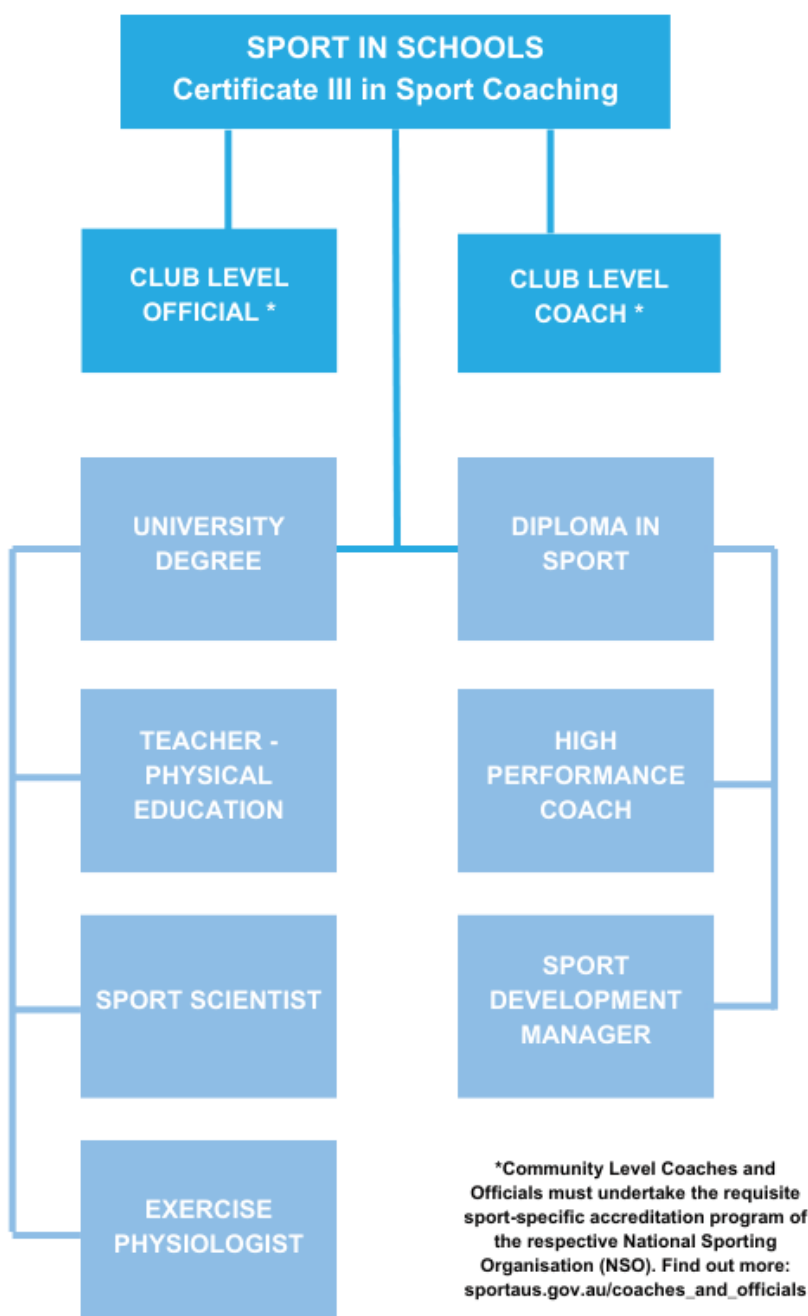 SPORT IN SCHOOLS
Certificate III in Sport Coaching
CLUB LEVEL
OFFICIAL *
CLUB LEVEL
COACH *
UNIVERSITY
DEGREE
DIPLOMA IN
SPORT
TEACHER -
PHYSICAL
EDUCATION
HIGH
PERFORMANCE
COACH
SPORT SCIENTIST
SPORT
DEVELOPMENT
MANAGER
EXERCISE
PHYSIOLOGIST
*Community Level Coaches and
Officials must undertake the requisite
sport-specific accreditation program of
the respective National Sporting
Organisation (NSO). Find out more:
sportaus.gov.au/coaches_and_officials